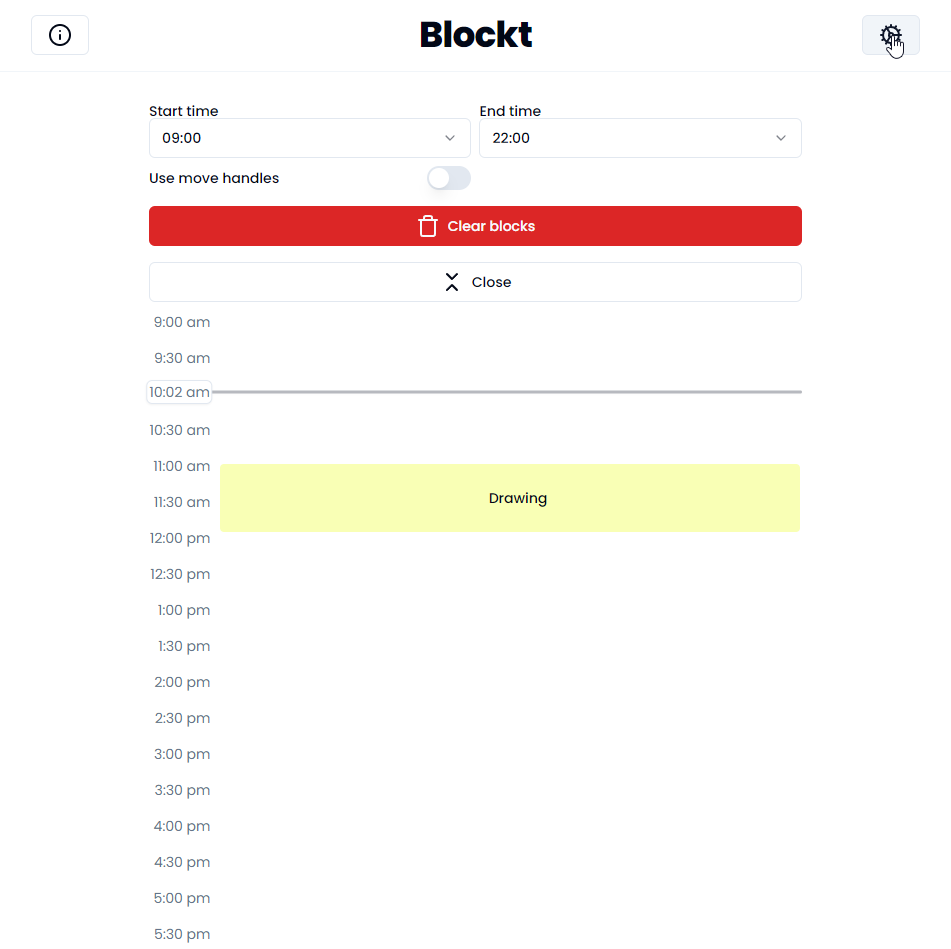 Blockt
Start time End time
09:00 22:00
Use move handles
Clear blocks
Close
9:00 am
9:30 am
10:02 am
10:30 am
11:00 am
Drawing
11:30 am
12:00 pm
12:30 pm
1:00 pm
1:30 pm
2:00 pm
2:30 pm
3:00 pm
3:30 pm
4:00 pm
4:30 pm
5:00 pm
5:30 pm